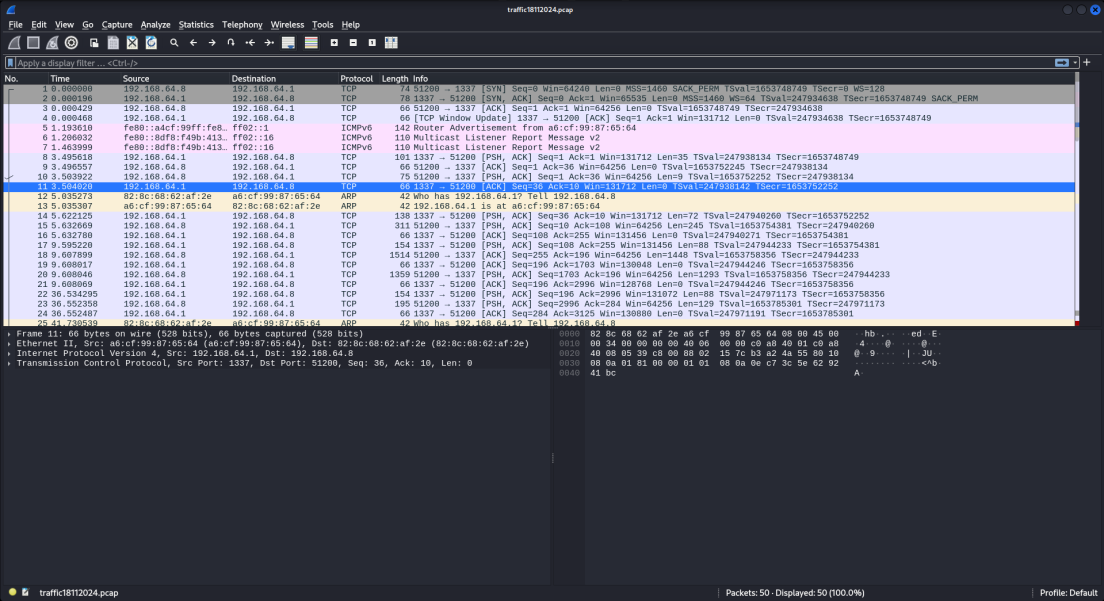 traffic18112024.pcap
File Edit View Go Capture Analyze Statistics Telephony Wireless Tools Help
Apply a display filter ... <Ctrl-/>
No. Time Source Destination Protocol Length Info
1 0.000000 192.168.64.8 192.168.64.1 TCP 74 51200 → 1337 [SYN] Seq=0 Win=64240 Len=0 MSS=1460 SACK_PERM TSval=1653748749 TSecr=0 WS=128
2 0.000196 192.168.64.1 192.168.64.8 TCP 78 1337 → 51200 [SYN, ACK] Seq=0 Ack=1 Win=65535 Len=0 MSS=1460 WS=64 TSval=247934638 TSecr=1653748749 SACK_PERM
3 0.000429 192.168.64.8 192.168.64.1 TCP 66 51200 → 1337 [ACK] Seq=1 Ack=1 Win=64256 Len=0 TSval=1653748749 TSecr=247934638
4 0.000468 192.168.64.1 192.168.64.8 TCP 66 [TCP Window Update] 1337 → 51200 [ACK] Seq=1 Ack=1 Win=131712 Len=0 TSval=247934638 TSecr=1653748749
5 1.193610 fe80::a4cf:99ff:fe8… ff02::1 ICMPv6 142 Router Advertisement from a6:cf:99:87:65:64
6 1.206032 fe80::8df8:f49b:413… ff02::16 ICMPv6 110 Multicast Listener Report Message v2
7 1.463999 fe80::8df8:f49b:413… ff02::16 ICMPv6 110 Multicast Listener Report Message v2
8 3.495618 192.168.64.1 192.168.64.8 TCP 101 1337 → 51200 [PSH, ACK] Seq=1 Ack=1 Win=131712 Len=35 TSval=247938134 TSecr=1653748749
9 3.496557 192.168.64.8 192.168.64.1 TCP 66 51200 → 1337 [ACK] Seq=1 Ack=36 Win=64256 Len=0 TSval=1653752245 TSecr=247938134
10 3.503922 192.168.64.8 192.168.64.1 TCP 75 51200 → 1337 [PSH, ACK] Seq=1 Ack=36 Win=64256 Len=9 TSval=1653752252 TSecr=247938134
11 3.504020 192.168.64.1 192.168.64.8 TCP 66 1337 → 51200 [ACK] Seq=36 Ack=10 Win=131712 Len=0 TSval=247938142 TSecr=1653752252
12 5.035273 82:8c:68:62:af:2e a6:cf:99:87:65:64 ARP 42 Who has 192.168.64.1? Tell 192.168.64.8
13 5.035307 a6:cf:99:87:65:64 82:8c:68:62:af:2e ARP 42 192.168.64.1 is at a6:cf:99:87:65:64
14 5.622125 192.168.64.1 192.168.64.8 TCP 138 1337 → 51200 [PSH, ACK] Seq=36 Ack=10 Win=131712 Len=72 TSval=247940260 TSecr=1653752252
15 5.632669 192.168.64.8 192.168.64.1 TCP 311 51200 → 1337 [PSH, ACK] Seq=10 Ack=108 Win=64256 Len=245 TSval=1653754381 TSecr=247940260
16 5.632780 192.168.64.1 192.168.64.8 TCP 66 1337 → 51200 [ACK] Seq=108 Ack=255 Win=131456 Len=0 TSval=247940271 TSecr=1653754381
17 9.595220 192.168.64.1 192.168.64.8 TCP 154 1337 → 51200 [PSH, ACK] Seq=108 Ack=255 Win=131456 Len=88 TSval=247944233 TSecr=1653754381
18 9.607899 192.168.64.8 192.168.64.1 TCP 1514 51200 → 1337 [ACK] Seq=255 Ack=196 Win=64256 Len=1448 TSval=1653758356 TSecr=247944233
19 9.608017 192.168.64.1 192.168.64.8 TCP 66 1337 → 51200 [ACK] Seq=196 Ack=1703 Win=130048 Len=0 TSval=247944246 TSecr=1653758356
20 9.608046 192.168.64.8 192.168.64.1 TCP 1359 51200 → 1337 [PSH, ACK] Seq=1703 Ack=196 Win=64256 Len=1293 TSval=1653758356 TSecr=247944233
21 9.608069 192.168.64.1 192.168.64.8 TCP 66 1337 → 51200 [ACK] Seq=196 Ack=2996 Win=128768 Len=0 TSval=247944246 TSecr=1653758356
22 36.534295 192.168.64.1 192.168.64.8 TCP 154 1337 → 51200 [PSH, ACK] Seq=196 Ack=2996 Win=131072 Len=88 TSval=247971173 TSecr=1653758356
23 36.552358 192.168.64.8 192.168.64.1 TCP 195 51200 → 1337 [PSH, ACK] Seq=2996 Ack=284 Win=64256 Len=129 TSval=1653785301 TSecr=247971173
24 36.552487 192.168.64.1 192.168.64.8 TCP 66 1337 → 51200 [ACK] Seq=284 Ack=3125 Win=130880 Len=0 TSval=247971191 TSecr=1653785301
25 41.730539 82:8c:68:62:af:2e a6:cf:99:87:65:64 ARP 42 Who has 192.168.64.1? Tell 192.168.64.8
Frame 11: 66 bytes on wire (528 bits), 66 bytes captured (528 bits)
Ethernet II, Src: a6:cf:99:87:65:64 (a6:cf:99:87:65:64), Dst: 82:8c:68:62:af:2e (82:8c:68:62:af:2e)
Internet Protocol Version 4, Src: 192.168.64.1, Dst: 192.168.64.8
Transmission Control Protocol, Src Port: 1337, Dst Port: 51200, Seq: 36, Ack: 10, Len: 0
0000 82 8c 68 62 af 2e a6 cf 99 87 65 64 08 00 45 00 ··hb·.·· ··ed··E·
0010 00 34 00 00 00 00 40 06 00 00 c0 a8 40 01 c0 a8 ·4····@· ····@···
0020 40 08 05 39 c8 00 88 02 15 7c b3 a2 4a 55 80 10 @··9···· ·|··JU··
0030 08 0a 01 81 00 00 01 01 08 0a 0e c7 3c 5e 62 92 ········ ····<^b·
0040 41 bc A·
traffic18112024.pcap
Packets: 50 · Displayed: 50 (100.0%)
Profile: Default